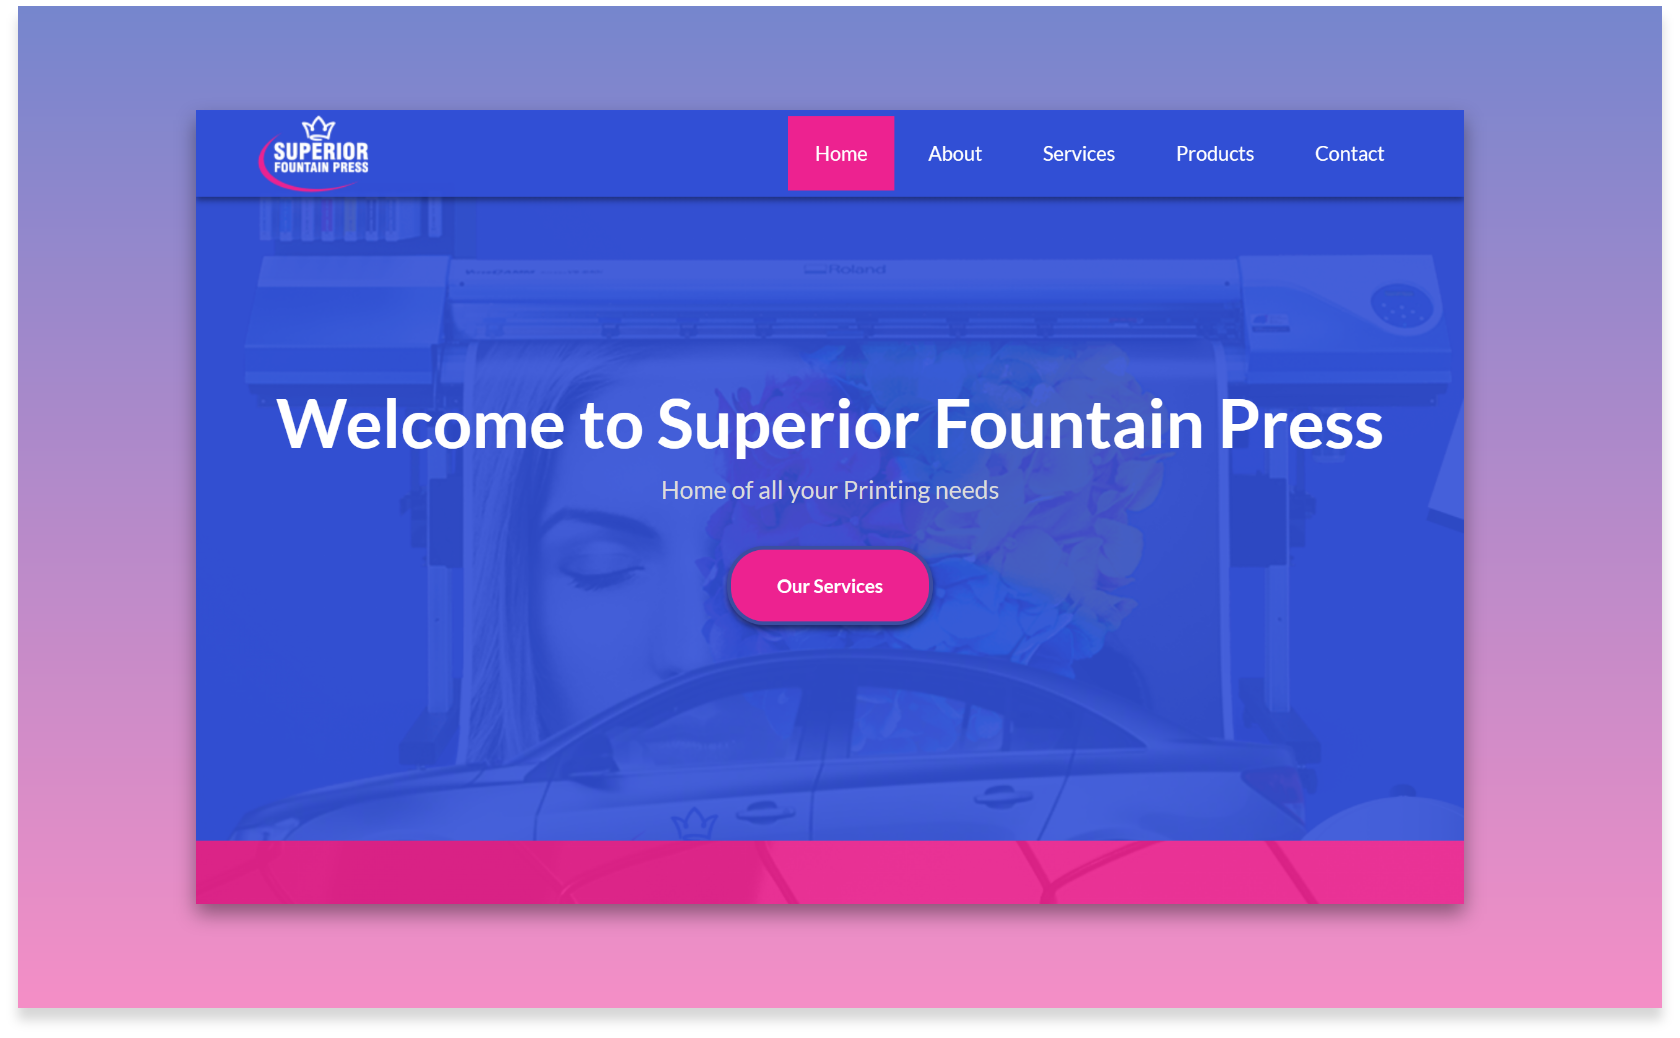 SUPERIOR
FOUNTAIN PRESS
Home
About
Services
Products
Contact
Roland
Welcome to Superior Fountain Press
Home of all your Printing needs
Our Services